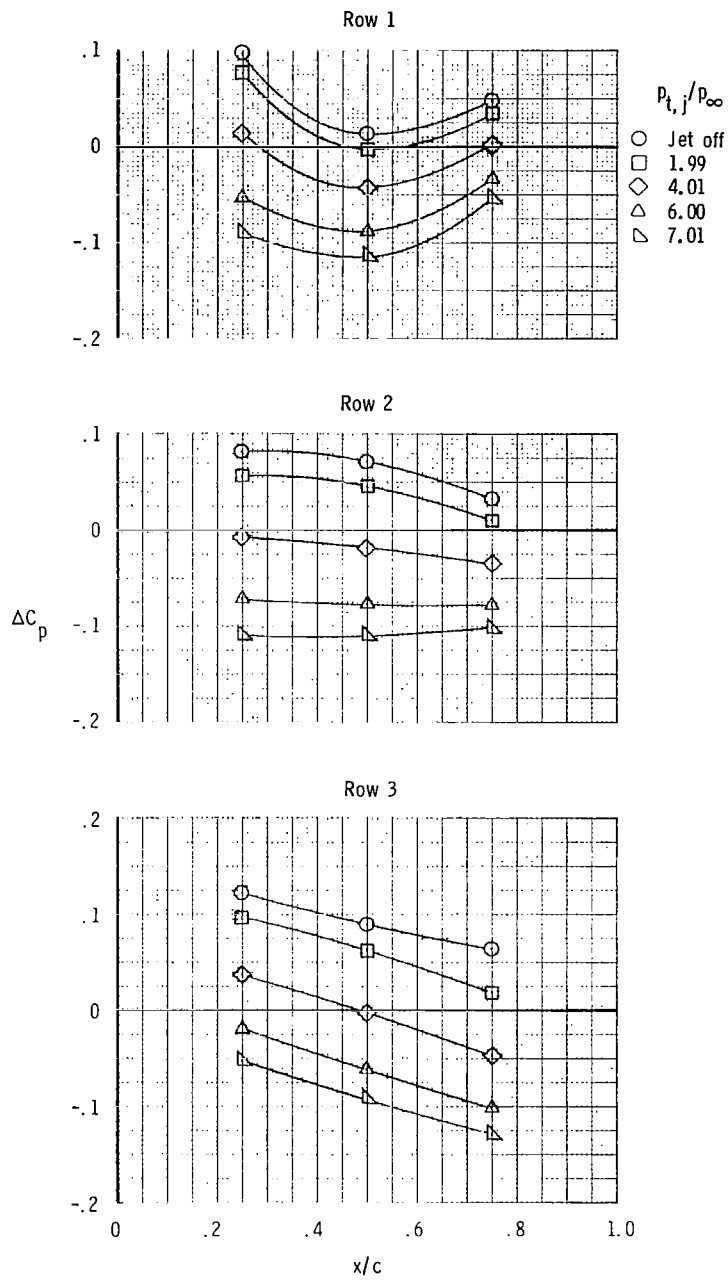 Row 1
.1
0
-.1
-.2
p_{t, j}/p_∞
Jet off
1.99
4.01
6.00
7.01
Row 2
.1
0
-.1
-.2
ΔC_p
Row 3
.2
.1
0
-.1
-.2
0 .2 .4 .6 .8 1.0
x/c